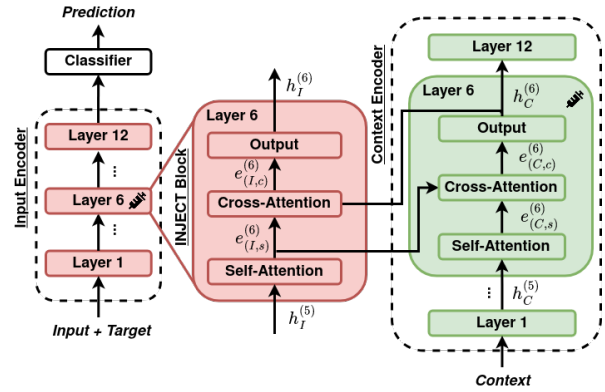 Prediction
Classifier
Input Encoder
Layer 12
...
Layer 6
...
Layer 1
Input + Target
INJECT Block
h_I^{(6)}
Layer 6
Output
e_{(I,c)}^{(6)}
Cross-Attention
e_{(I,s)}^{(6)}
Self-Attention
h_I^{(5)}
Context Encoder
Layer 12
Layer 6
h_C^{(6)}
Output
e_{(C,c)}^{(6)}
Cross-Attention
e_{(C,s)}^{(6)}
Self-Attention
...
h_C^{(5)}
Layer 1
Context